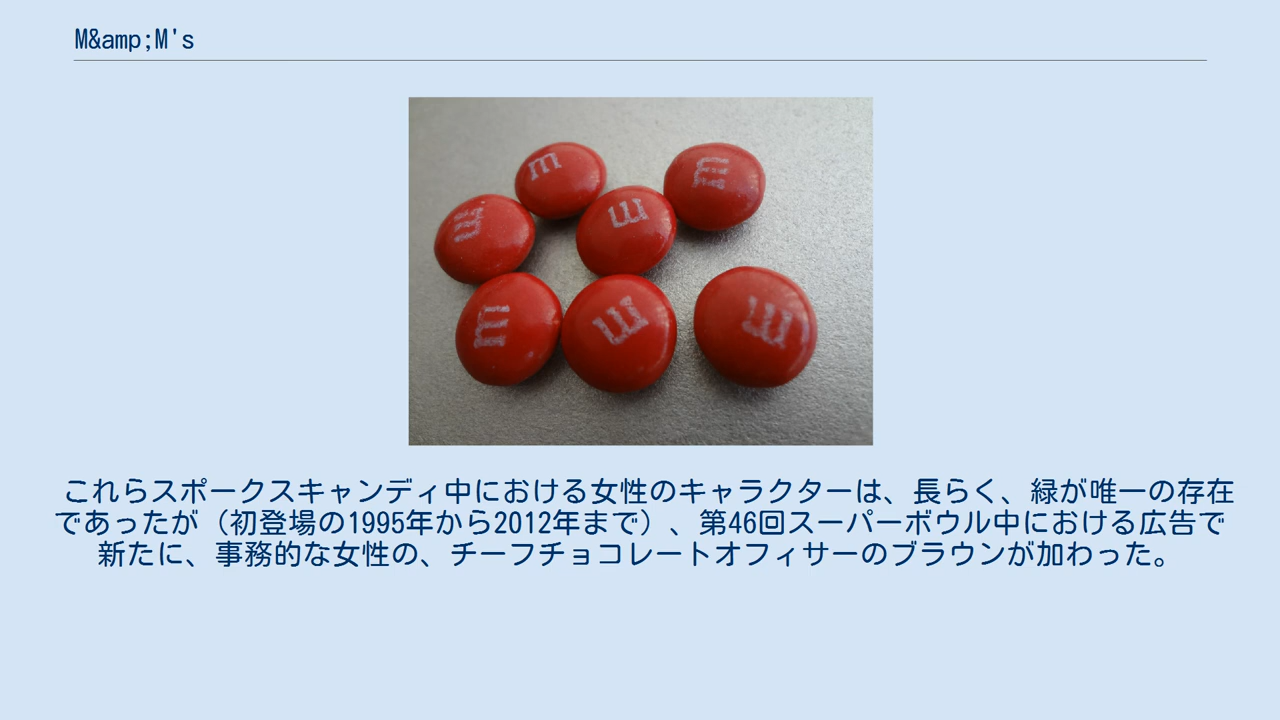 M&amp;M's
m
m
m
m
m
m
m
これらスポークスキャンディ中における女性のキャラクターは、長らく、緑が唯一の存在
であったが（初登場の1995年から2012年まで）、第46回スーパーボウル中における広告で
新たに、事務的な女性の、チーフチョコレートオフィサーのブラウンが加わった。